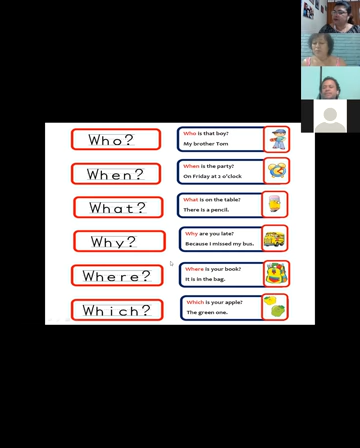 Who?
Who is that boy?
My brother Tom
When?
When is the party?
On Friday at 2 o'clock
What?
What is on the table?
There is a pencil.
Why?
Why are you late?
Because I missed my bus.
Where?
Where is your book?
It is in the bag.
Which?
Which is your apple?
The green one.